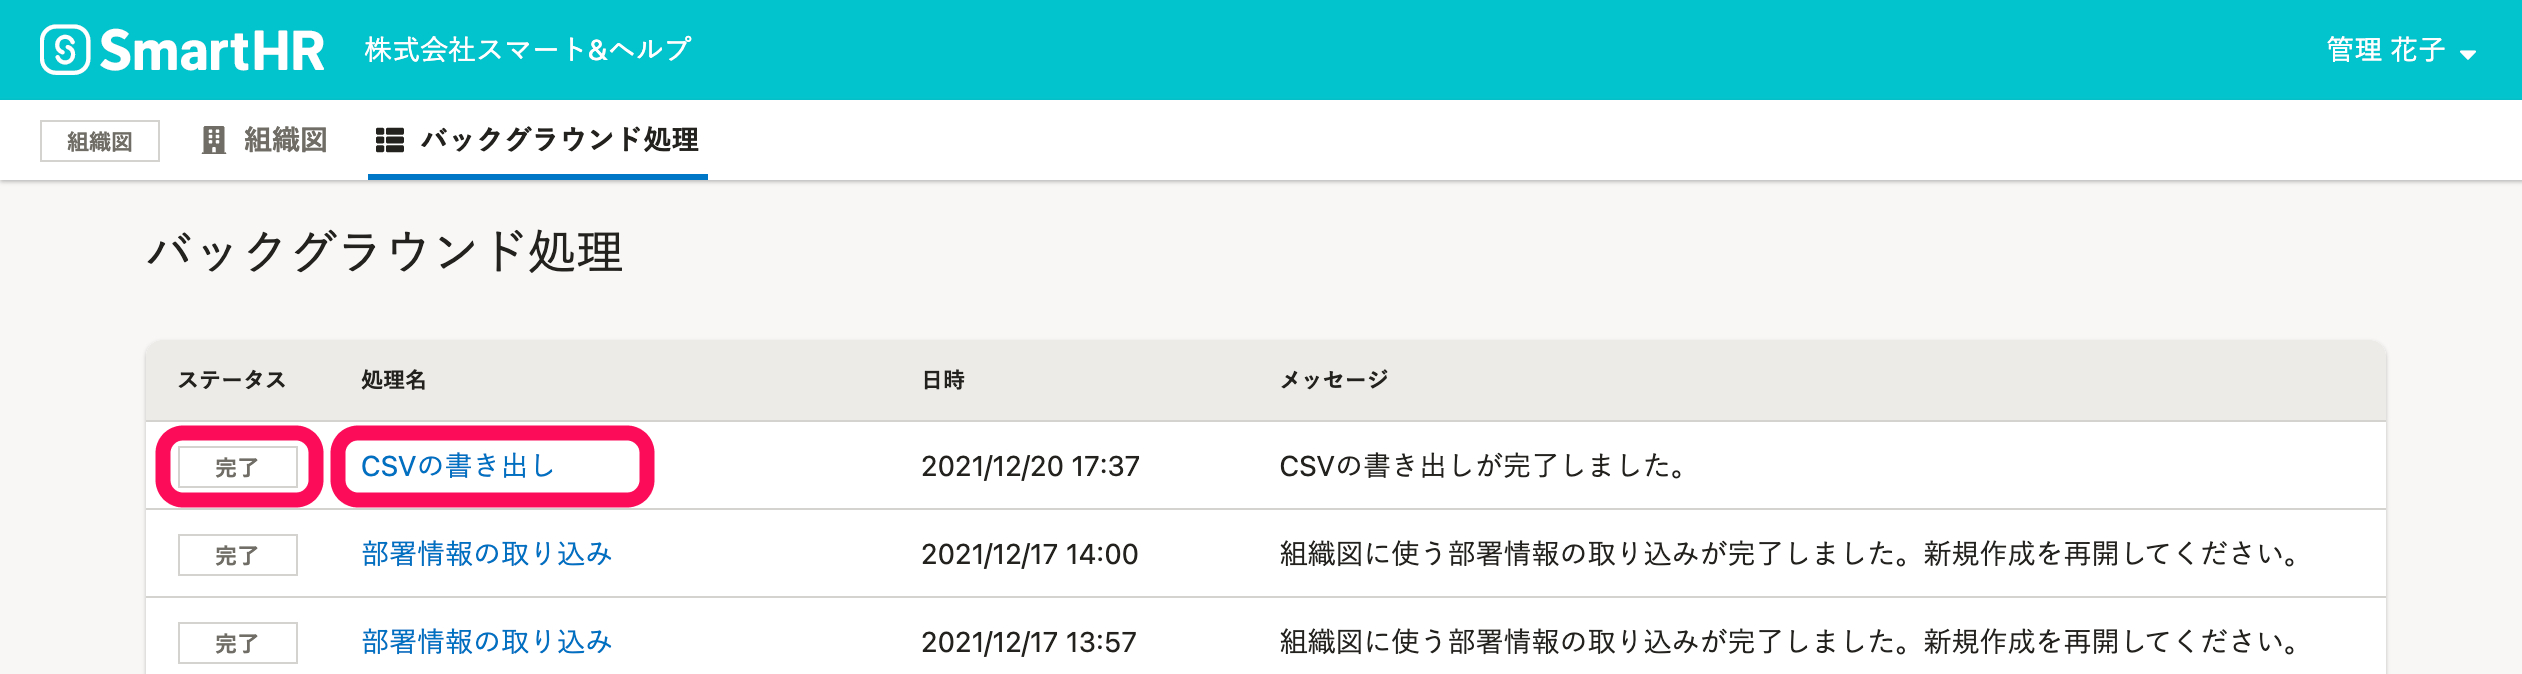 SmartHR 株式会社スマート&ヘルプ 管理 花子
組織図 組織図 バックグラウンド処理
バックグラウンド処理
ステータス 処理名 日時 メッセージ
完了 CSVの書き出し 2021/12/20 17:37 CSVの書き出しが完了しました。
完了 部署情報の取り込み 2021/12/17 14:00 組織図に使う部署情報の取り込みが完了しました。新規作成を再開してください。
完了 部署情報の取り込み 2021/12/17 13:57 組織図に使う部署情報の取り込みが完了しました。新規作成を再開してください。